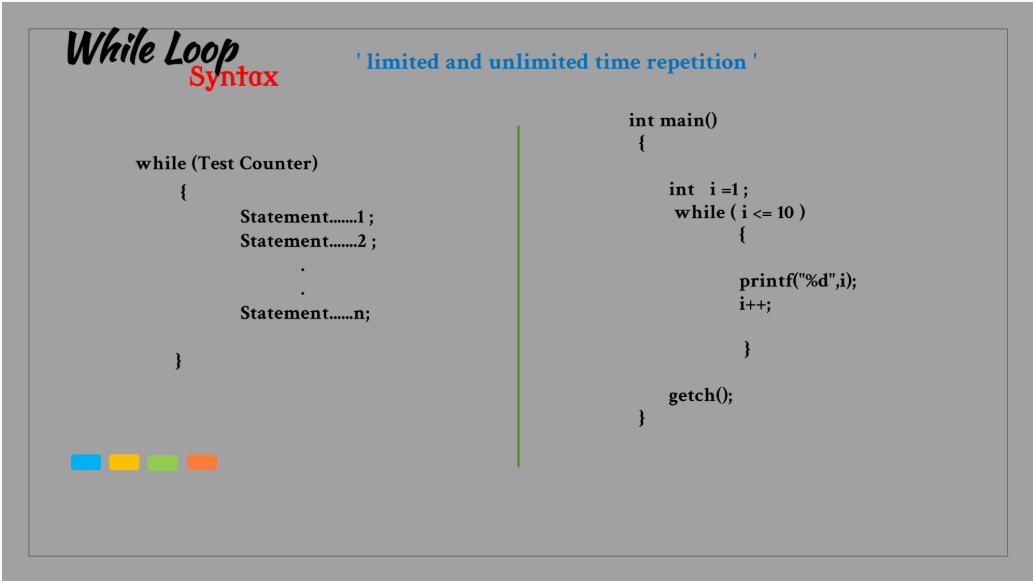 While Loop
Syntax
' limited and unlimited time repetition '
while (Test Counter)
{
Statement.......1 ;
Statement.......2 ;
.
.
Statement......n;
}
int main()
{
int i =1 ;
while ( i <= 10 )
{
printf("%d",i);
i++;
}
getch();
}